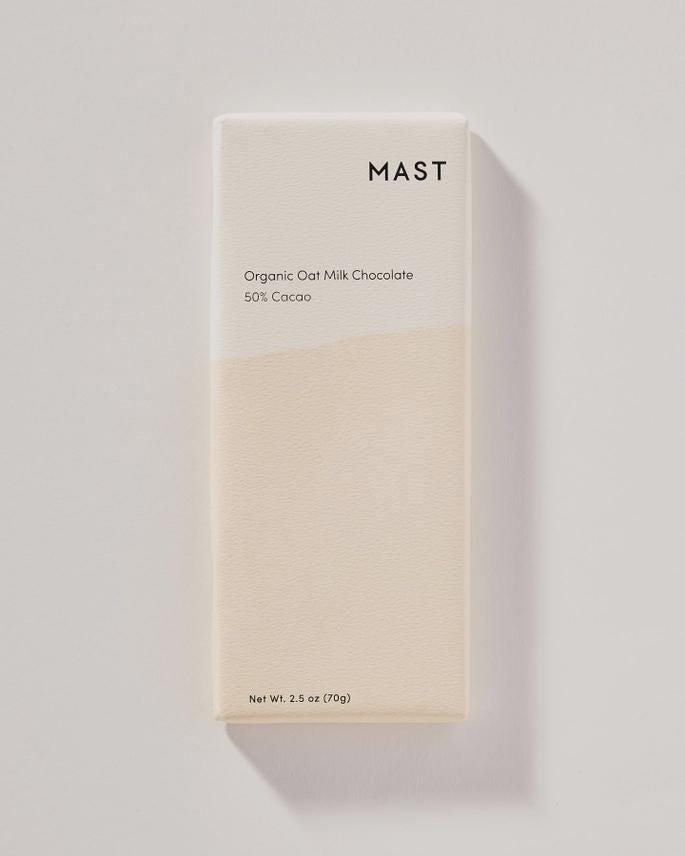 MAST
Organic Oat Milk Chocolate
50% Cacao
Net Wt. 2.5 oz (70g)